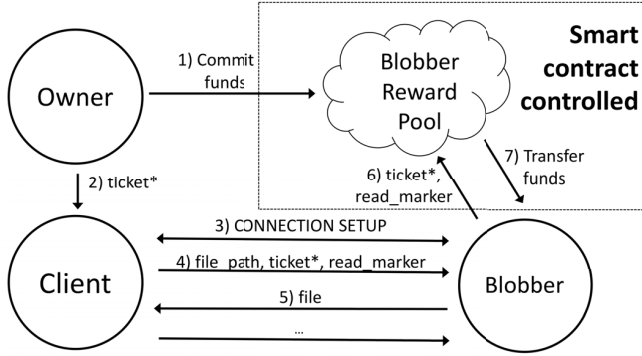 Owner
1) Commit
funds
Blobber
Reward
Pool
Smart
contract
controlled
2) ticket*
6) ticket*,
read_marker
7) Transfer
funds
Client
3) CONNECTION SETUP
4) file_path, ticket*, read_marker
5) file
...
Blobber